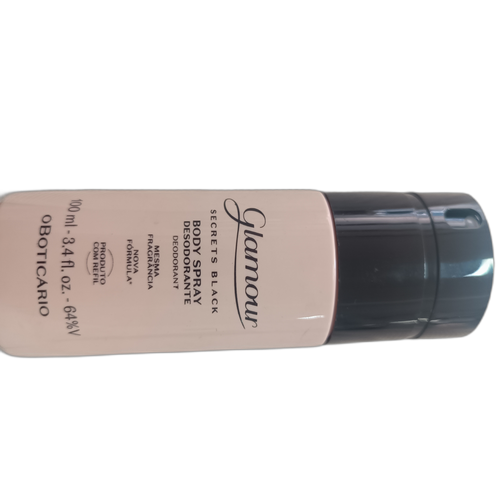 Glamour
SECRETS BLACK
BODY SPRAY
DESODORANTE
DEODORANT
MESMA
FRAGRÂNCIA
NOVA
FÓRMULA*
PRODUTO
COM REFIL
100 ml - 3.4 fl. oz. - 64%V
OBOTICÁRIO